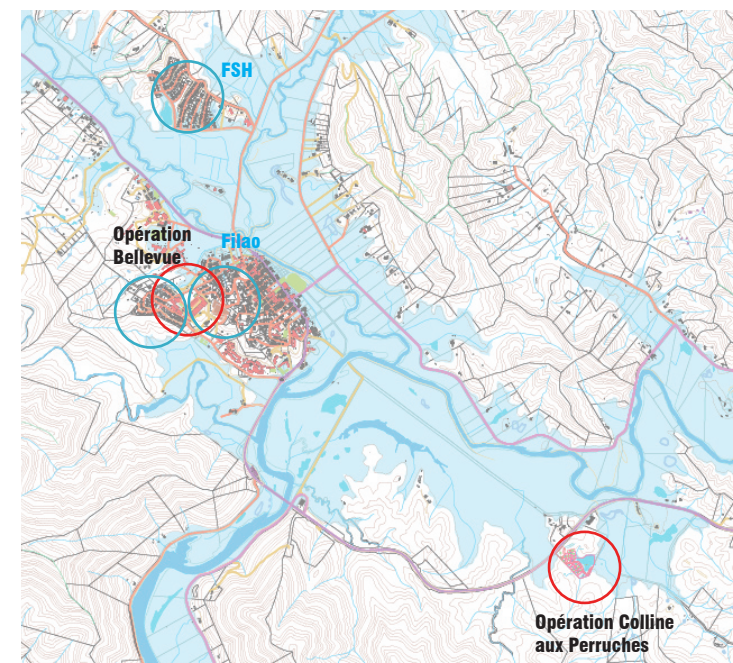 FSH
Opération
Bellevue
Filao
Opération Colline
aux Perruches